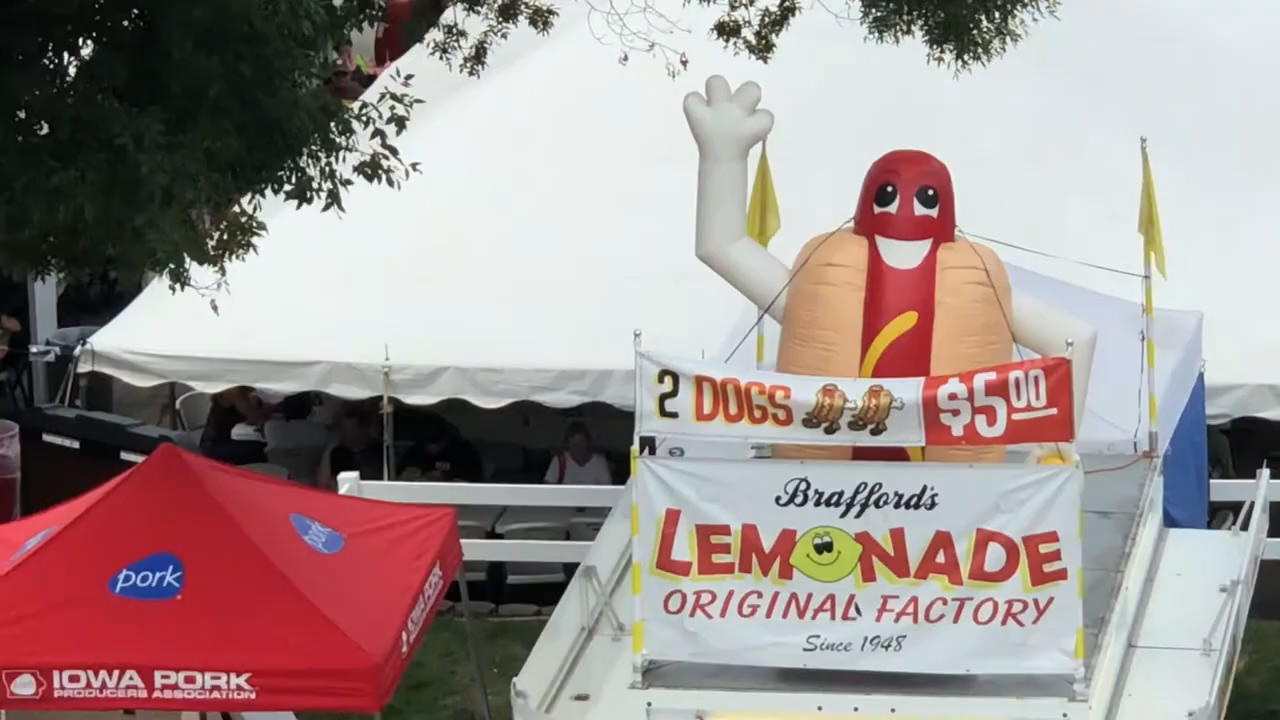 2 DOGS $5.00
Brafford's
LEMONADE
ORIGINAL FACTORY
Since 1948
pork
pork
IOWA PORK
PRODUCERS ASSOCIATION